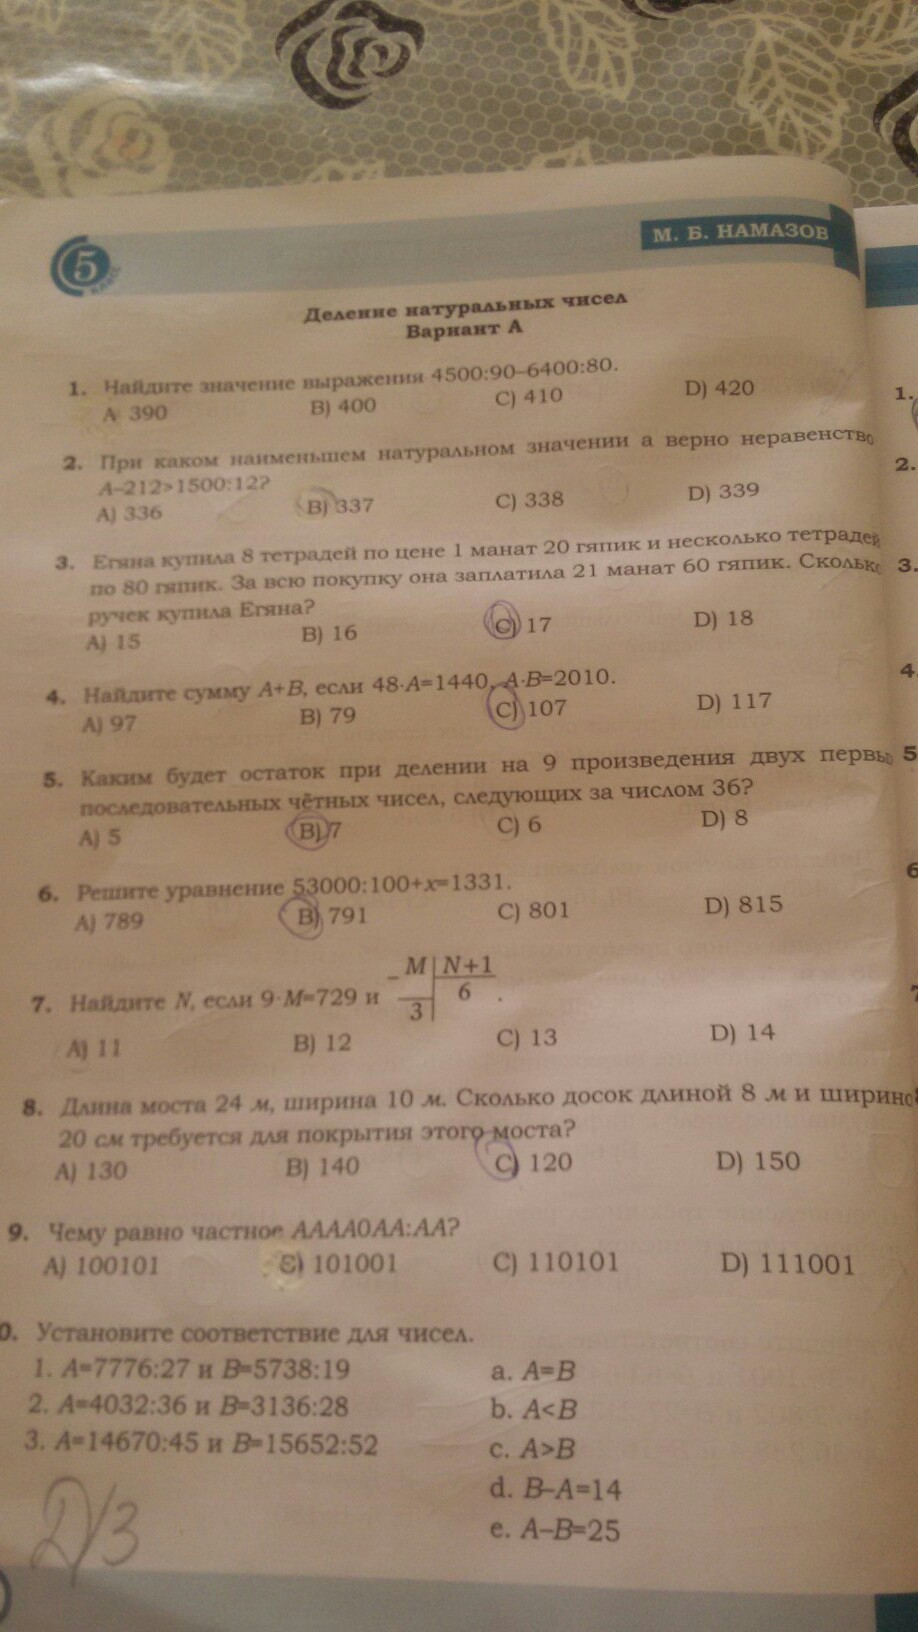 5
класс
М. Б. НАМАЗОВ
Деление натуральных чисел
Вариант А
1. Найдите значение выражения 4500:90–6400:80.
A 390 B) 400 C) 410 D) 420
2. При каком наименьшем натуральном значении а верно неравенство
A–212>1500:12?
A) 336 B) 337 C) 338 D) 339
3. Егяна купила 8 тетрадей по цене 1 манат 20 гяпик и несколько тетрадей
по 80 гяпик. За всю покупку она заплатила 21 манат 60 гяпик. Скольк
ручек купила Егяна?
A) 15 B) 16 C) 17 D) 18
4. Найдите сумму A+B, если 48·A=1440, A·B=2010.
A) 97 B) 79 C) 107 D) 117
5. Каким будет остаток при делении на 9 произведения двух первы
последовательных чётных чисел, следующих за числом 36?
A) 5 B) 7 C) 6 D) 8
6. Решите уравнение 53000:100+x=1331.
A) 789 B) 791 C) 801 D) 815
7. Найдите N, если 9·M=729 и – M N+1 3 6 .
A) 11 B) 12 C) 13 D) 14
8. Длина моста 24 м, ширина 10 м. Сколько досок длиной 8 м и ширино
20 см требуется для покрытия этого моста?
A) 130 B) 140 C) 120 D) 150
9. Чему равно частное AAAA0AA:AA?
A) 100101 B) 101001 C) 110101 D) 111001
0. Установите соответствие для чисел.
1. A=7776:27 и B=5738:19 a. A=B
2. A=4032:36 и B=3136:28 b. A<B
3. A=14670:45 и B=15652:52 c. A>B
d. B–A=14
e. A–B=25
Д/З
1.
2.
3.
4.
5
6
7
8